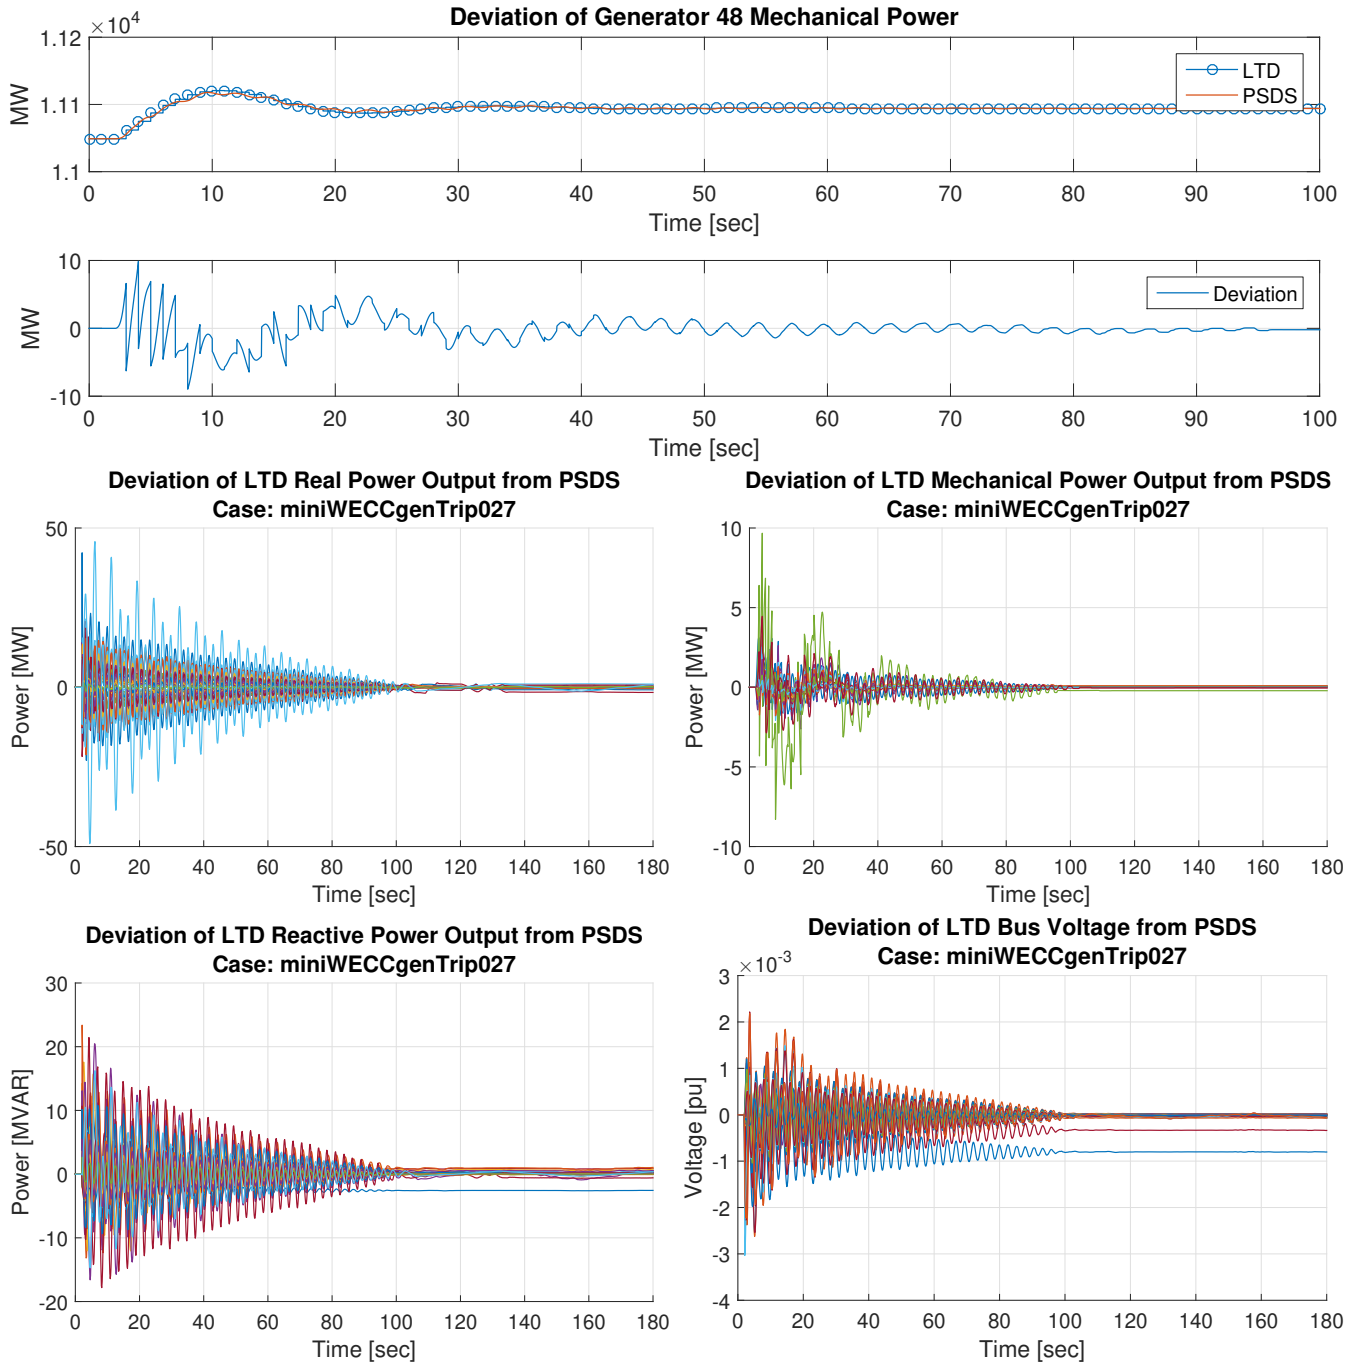 Deviation of Generator 48 Mechanical Power
×10^4
1.12
1.11
1.1
MW
LTD
PSDS
0 10 20 30 40 50 60 70 80 90 100
Time [sec]
10
0
-10
MW
Deviation
0 10 20 30 40 50 60 70 80 90 100
Time [sec]
Deviation of LTD Real Power Output from PSDS
Case: miniWECCgenTrip027
50
0
-50
Power [MW]
0 20 40 60 80 100 120 140 160 180
Time [sec]
Deviation of LTD Mechanical Power Output from PSDS
Case: miniWECCgenTrip027
10
5
0
-5
-10
Power [MW]
0 20 40 60 80 100 120 140 160 180
Time [sec]
Deviation of LTD Reactive Power Output from PSDS
Case: miniWECCgenTrip027
30
20
10
0
-10
-20
Power [MVAR]
0 20 40 60 80 100 120 140 160 180
Time [sec]
Deviation of LTD Bus Voltage from PSDS
Case: miniWECCgenTrip027
×10^-3
3
2
1
0
-1
-2
-3
-4
Voltage [pu]
0 20 40 60 80 100 120 140 160 180
Time [sec]